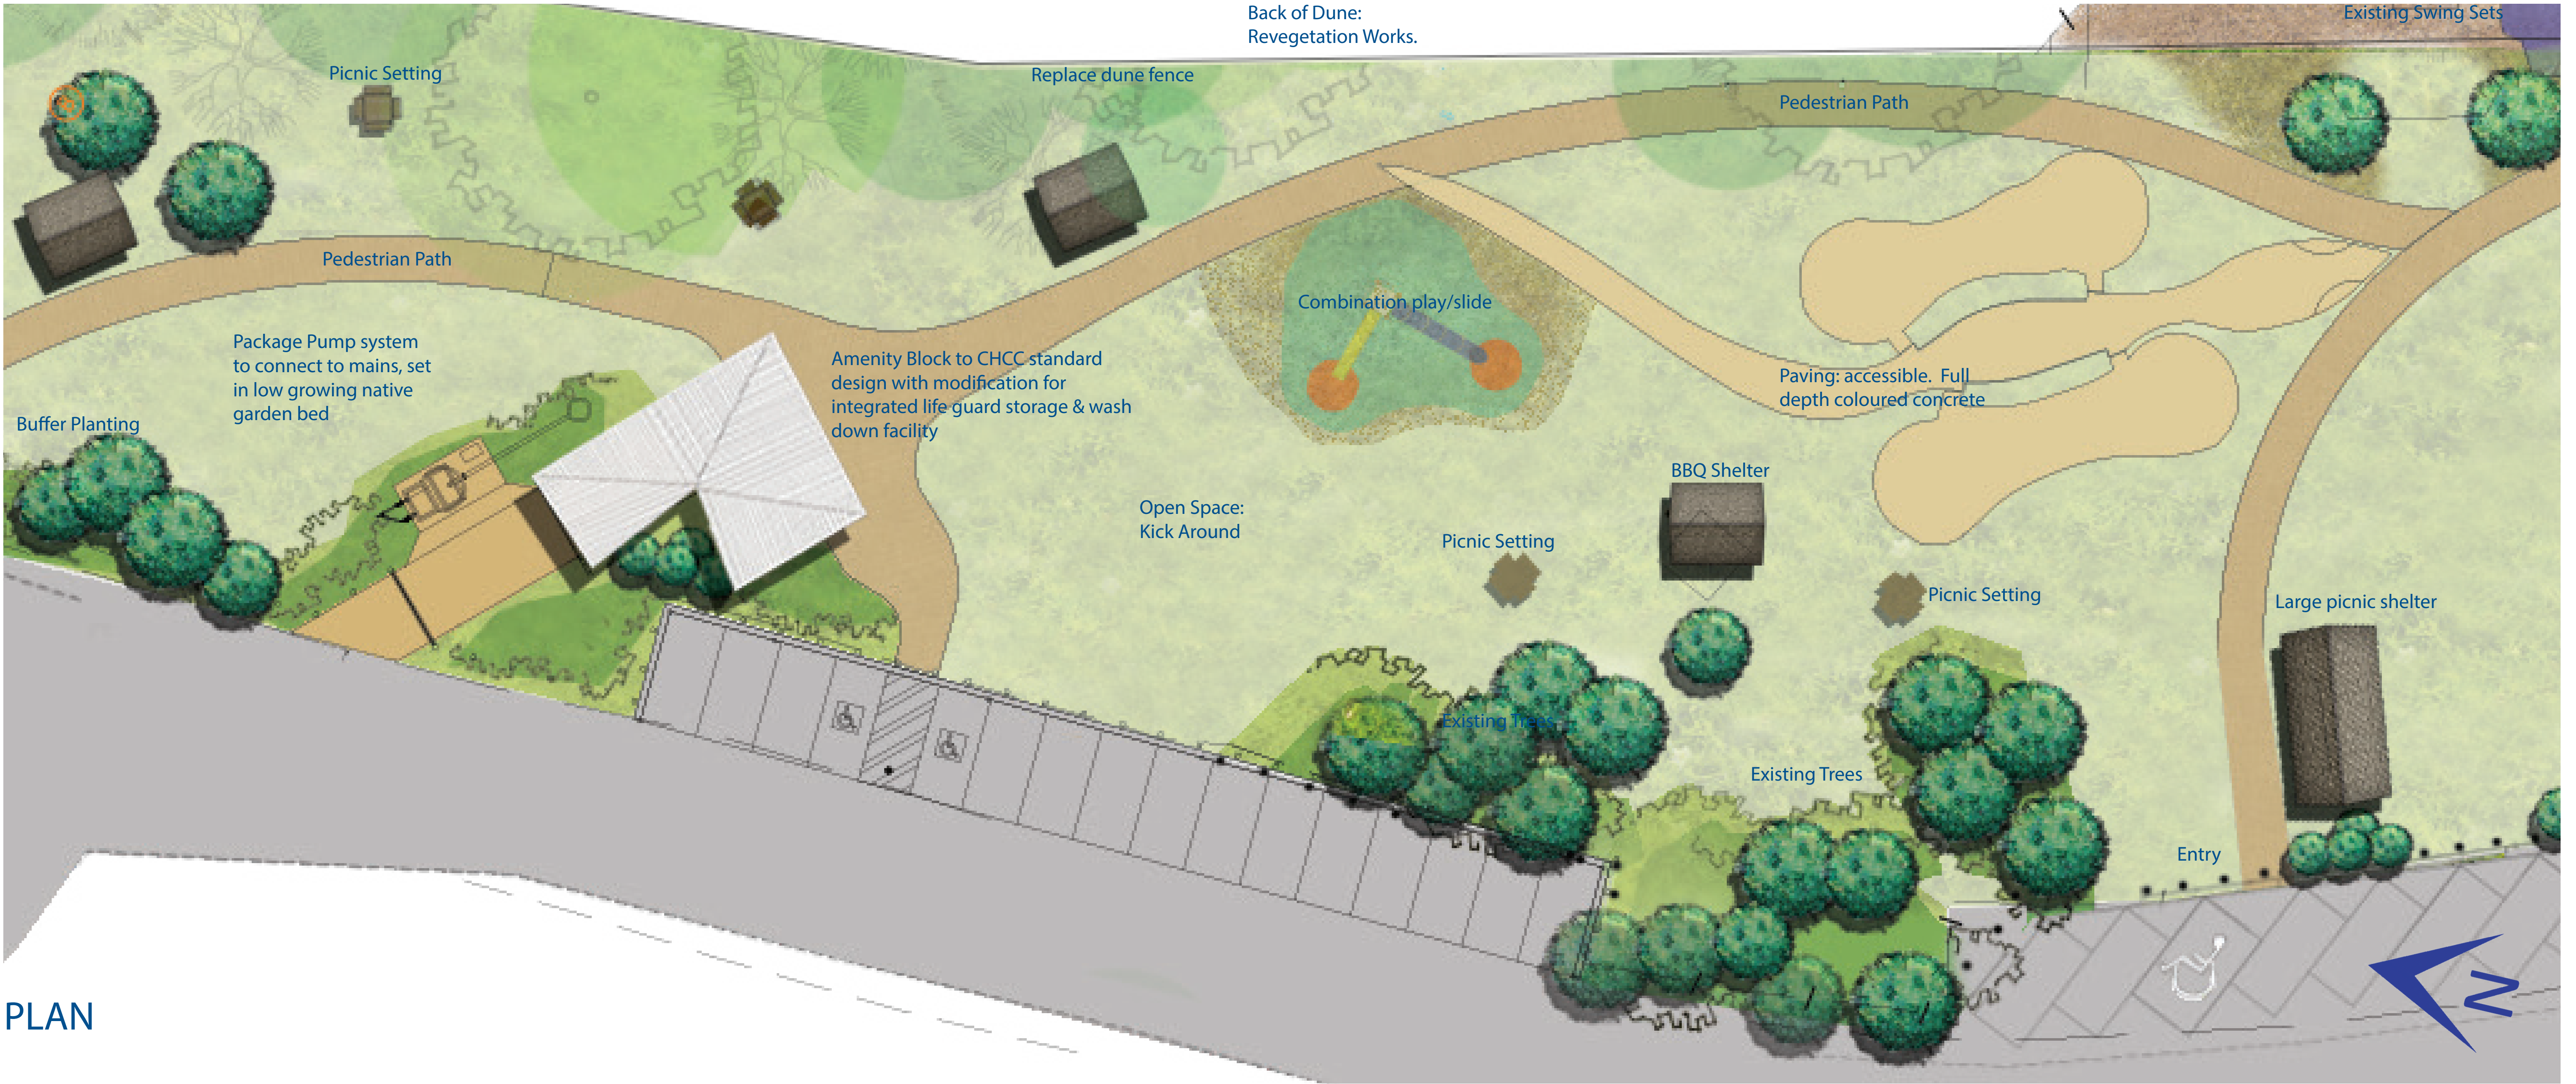 Back of Dune:
Revegetation Works.
Existing Swing Sets
Picnic Setting
Replace dune fence
Pedestrian Path
Pedestrian Path
Combination play/slide
Package Pump system
to connect to mains, set
in low growing native
garden bed
Amenity Block to CHCC standard
design with modification for
integrated life guard storage & wash
down facility
Paving: accessible. Full
depth coloured concrete
Buffer Planting
BBQ Shelter
Open Space:
Kick Around
Picnic Setting
Picnic Setting
Large picnic shelter
Existing Trees
Existing Trees
Entry
PLAN
N